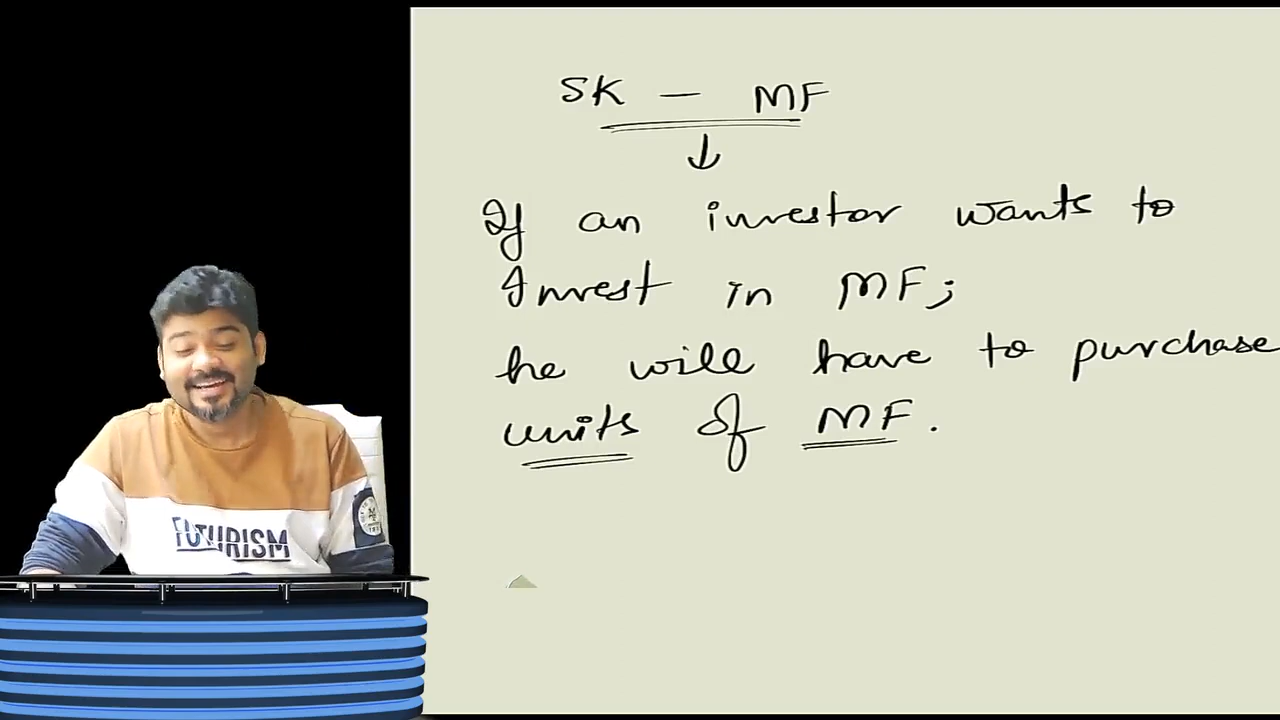 SK — MF
↓
If an investor wants to
Invest in MF;
he will have to purchase
units of MF.
FUTURISM